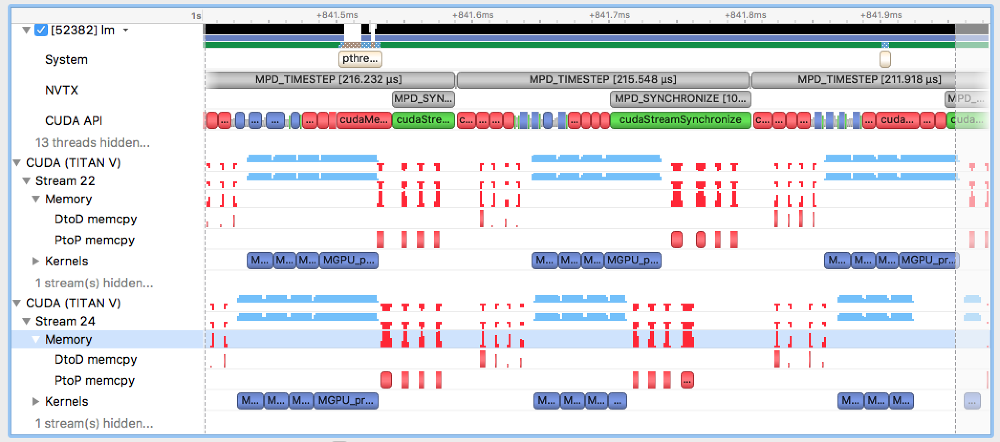 1s +841.5ms +841.6ms +841.7ms +841.8ms +841.9ms
[52382] lm
System pthre...
MPD_TIMESTEP [216.232 µs] MPD_TIMESTEP [215.548 µs] MPD_TIMESTEP [211.918 µs]
NVTX
MPD_SYN... MPD_SYNCHRONIZE [10... MPD_...
CUDA API ... ... ... ... cudaMe... cudaStre... c... ... ... ... cudaStreamSynchronize c... ... ... ... cuda... ... cuda...
13 threads hidden...
CUDA (TITAN V)
Stream 22
Memory
DtoD memcpy
PtoP memcpy
Kernels M... M... M... MGPU_p... M... M... M... MGPU_p... M... M... M... MGPU_pr...
1 stream(s) hidden...
CUDA (TITAN V)
Stream 24
Memory
DtoD memcpy
PtoP memcpy ...
Kernels M... M... M... MGPU_pr... M... M... M... ... M... M... M... ...
1 stream(s) hidden...